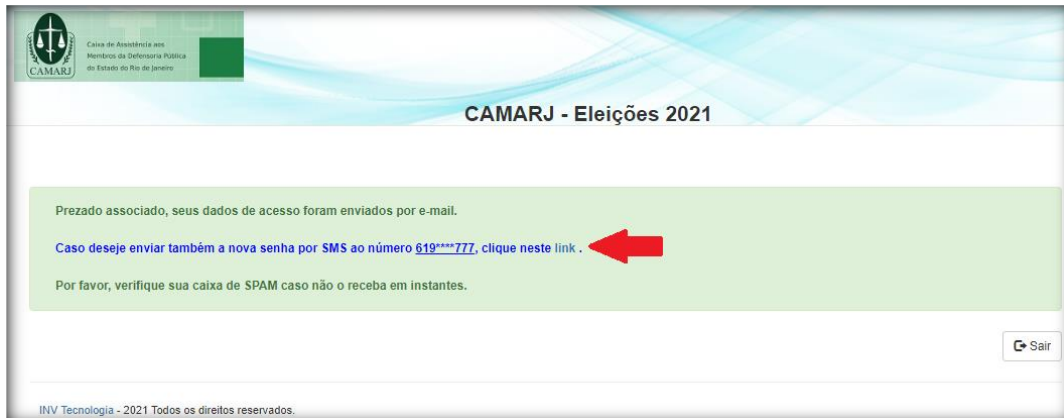 Caixa de Assistência aos
Membros da Defensoria Pública
do Estado do Rio de Janeiro
CAMARJ
CAMARJ - Eleições 2021
Prezado associado, seus dados de acesso foram enviados por e-mail.
Caso deseje enviar também a nova senha por SMS ao número 619****777, clique neste link .
Por favor, verifique sua caixa de SPAM caso não o receba em instantes.
Sair
INV Tecnologia - 2021 Todos os direitos reservados.